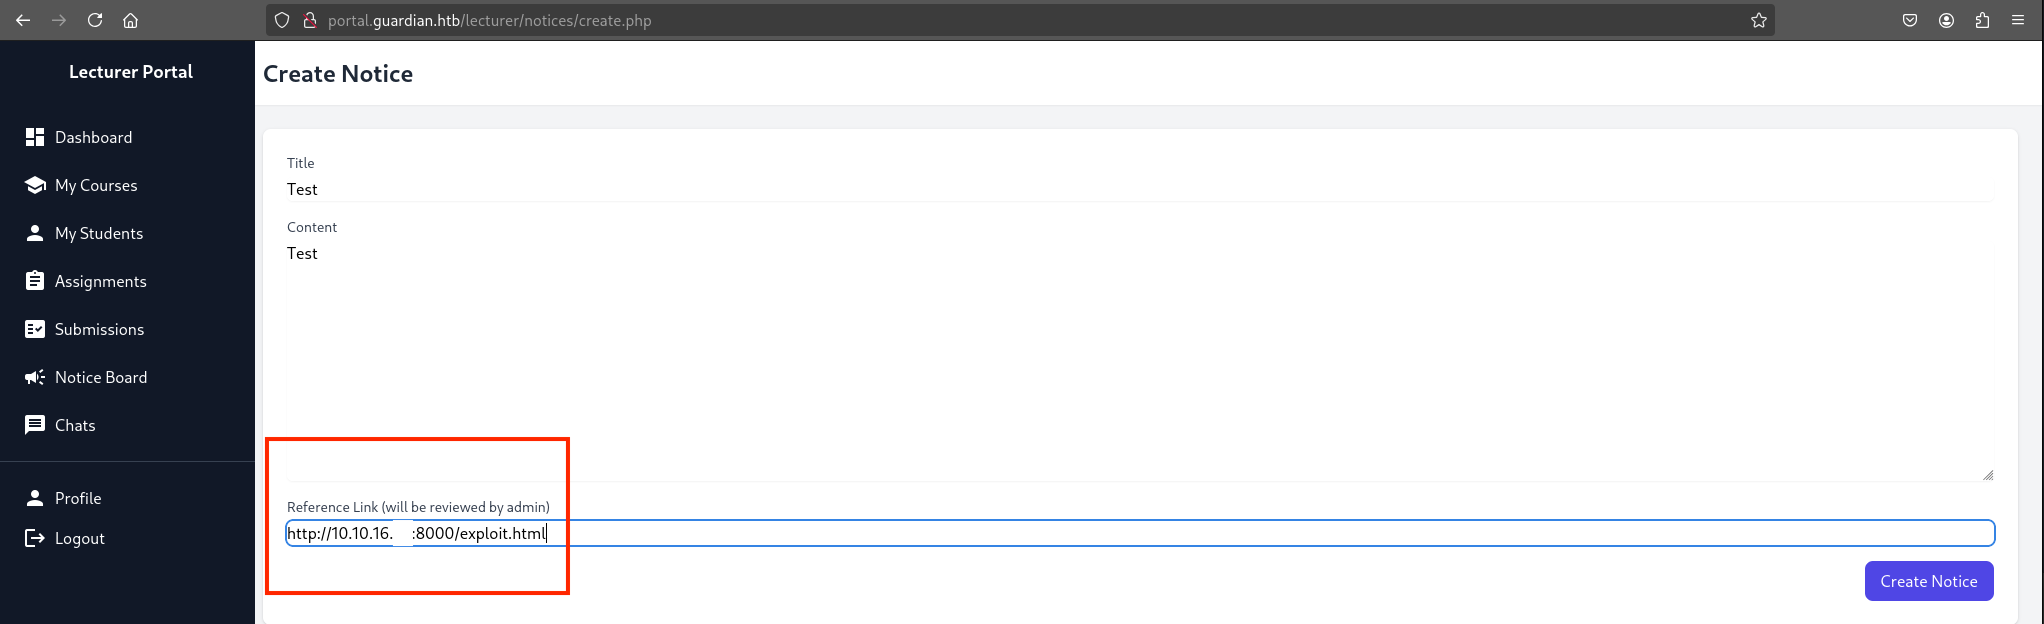 portal.guardian.htb/lecturer/notices/create.php
Lecturer Portal
Dashboard
My Courses
My Students
Assignments
Submissions
Notice Board
Chats
Profile
Logout
Create Notice
Title
Test
Content
Test
Reference Link (will be reviewed by admin)
http://10.10.16. :8000/exploit.html
Create Notice